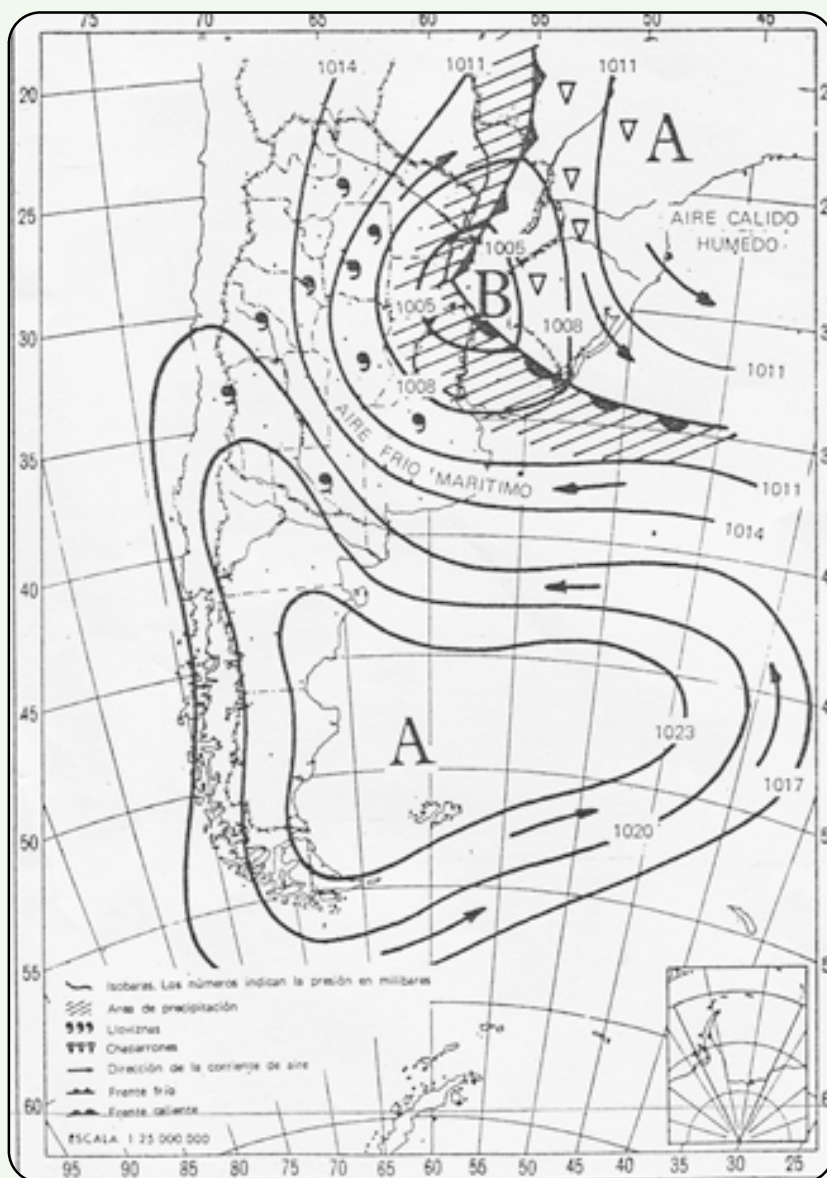 75 70 65 60 55 50 45
1014 1011 1011
20
A
25
AIRE CALIDO
HUMEDO
1005
B
1005
30
1008
1008
1011
35
AIRE FRIO MARITIMO
1011
1014
40
45
A
1023
1017
50
1020
55
Isobaras. Los números indican la presión en milibares
Area de precipitación
Lloviznas
Chaparrones
Dirección de la corriente de aire
Frente frío
Frente caliente
60
ESCALA 1:25 000 000
95 90 85 80 75 70 65 60 55 50 45 40 35 30 25